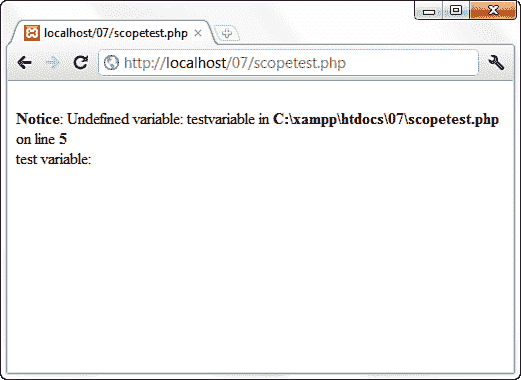 localhost/07/scopetest.php
http://localhost/07/scopetest.php
Notice: Undefined variable: testvariable in C:\xampp\htdocs\07\scopetest.php
on line 5
test variable: